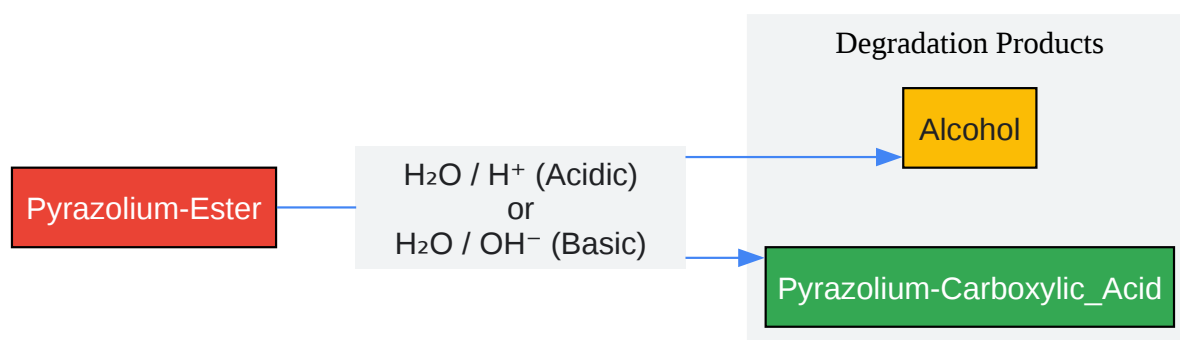 Degradation Products
Alcohol
Pyrazolium-Ester
H₂O / H⁺ (Acidic)
or
H₂O / OH⁻ (Basic)
Pyrazolium-Carboxylic_Acid